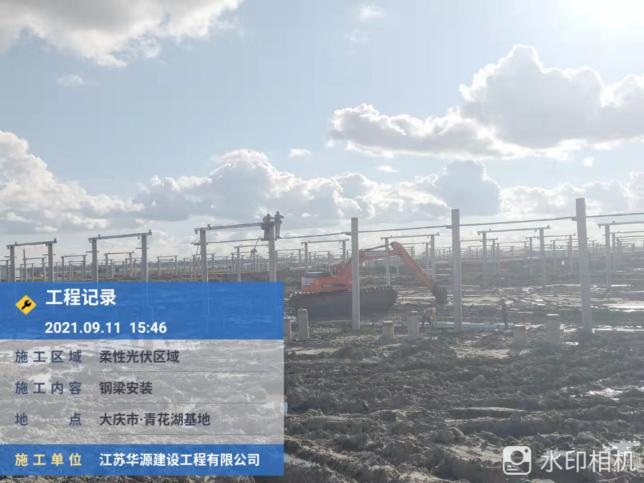 工程记录
2021.09.11 15:46
施工区域 柔性光伏区域
施工内容 钢梁安装
地点 大庆市·青花湖基地
施工单位 江苏华源建设工程有限公司
水印相机